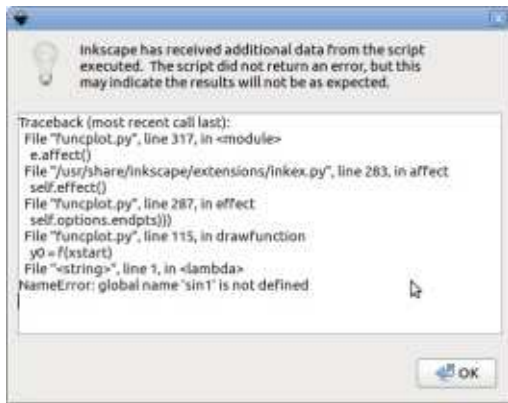 Inkscape has received additional data from the script
executed. The script did not return an error, but this
may indicate the results will not be as expected.
Traceback (most recent call last):
File "funcplot.py", line 317, in <module>
e.affect()
File "/usr/share/inkscape/extensions/inkex.py", line 283, in affect
self.effect()
File "funcplot.py", line 287, in effect
self.options.endpts)))
File "funcplot.py", line 115, in drawfunction
y0 = f(xstart)
File "<string>", line 1, in <lambda>
NameError: global name 'sin1' is not defined
OK